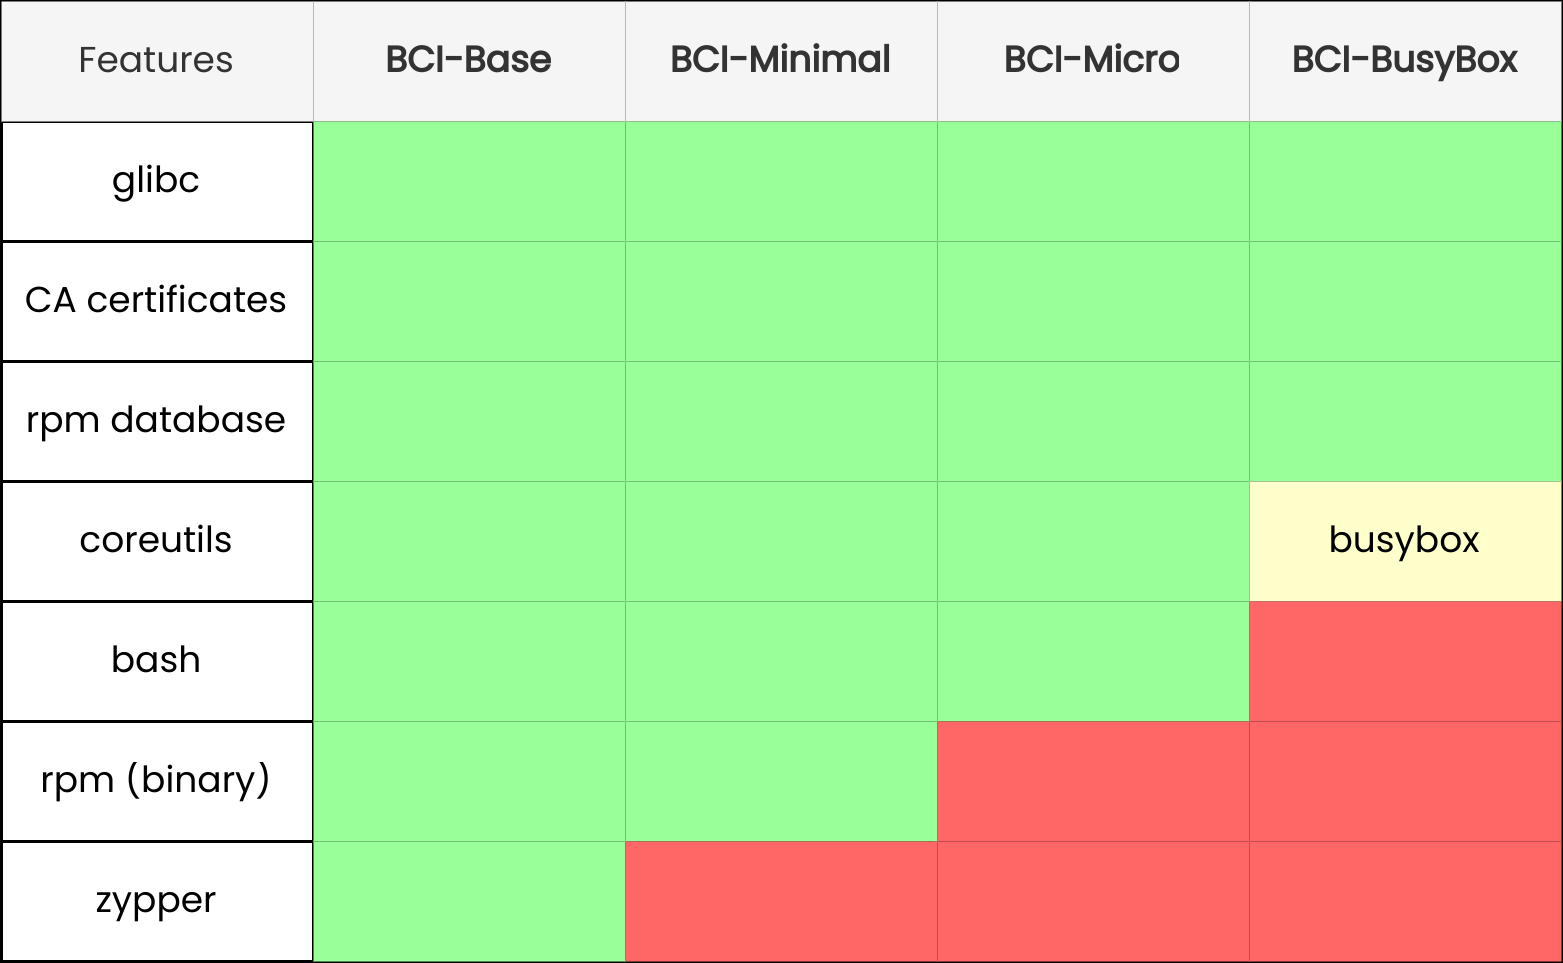 Features BCI-Base BCI-Minimal BCI-Micro BCI-BusyBox
glibc
CA certificates
rpm database
coreutils busybox
bash
rpm (binary)
zypper